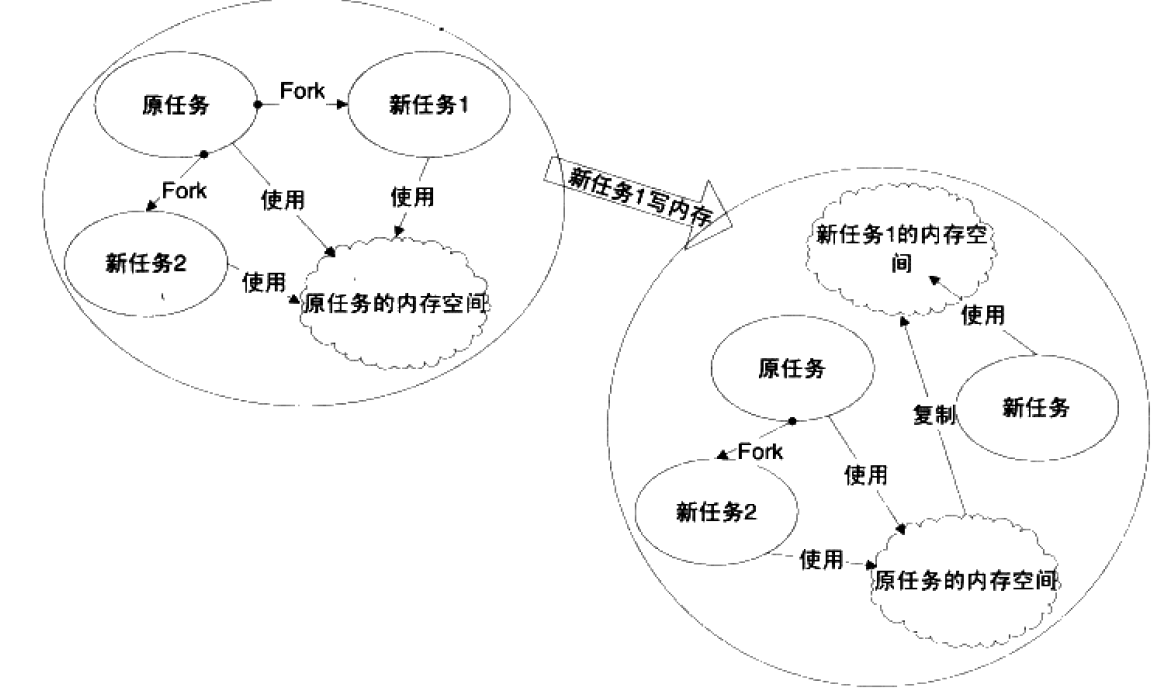 原任务
Fork
新任务1
Fork
使用
使用
新任务2
使用
原任务的内存空间
新任务1写内存
新任务1的内存空
间
使用
原任务
复制
新任务
Fork
使用
新任务2
使用
原任务的内存空间